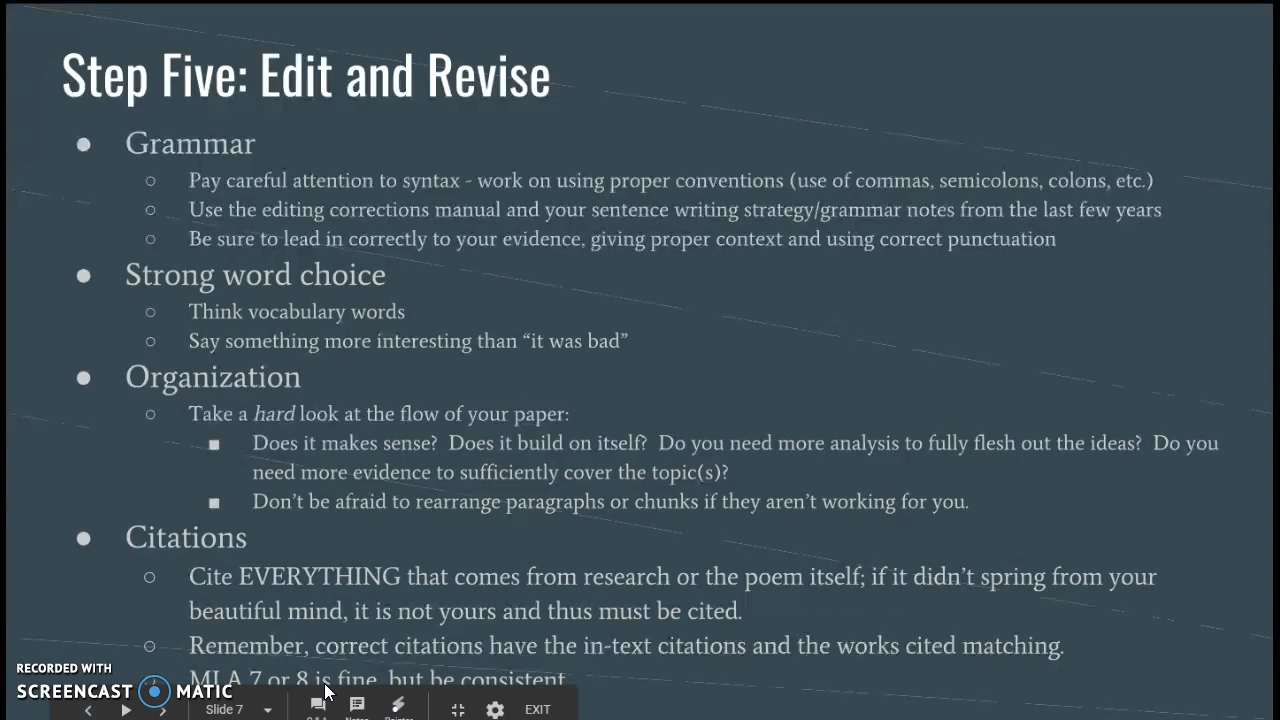 Step Five: Edit and Revise
● Grammar
○ Pay careful attention to syntax - work on using proper conventions (use of commas, semicolons, colons, etc.)
○ Use the editing corrections manual and your sentence writing strategy/grammar notes from the last few years
○ Be sure to lead in correctly to your evidence, giving proper context and using correct punctuation
● Strong word choice
○ Think vocabulary words
○ Say something more interesting than “it was bad”
● Organization
○ Take a hard look at the flow of your paper:
■ Does it makes sense? Does it build on itself? Do you need more analysis to fully flesh out the ideas? Do you
need more evidence to sufficiently cover the topic(s)?
■ Don’t be afraid to rearrange paragraphs or chunks if they aren’t working for you.
● Citations
○ Cite EVERYTHING that comes from research or the poem itself; if it didn’t spring from your
beautiful mind, it is not yours and thus must be cited.
○ Remember, correct citations have the in-text citations and the works cited matching.
MLA 7 or 8 is fine, but be consistent
RECORDED WITH
SCREENCAST MATIC
Slide 7
EXIT